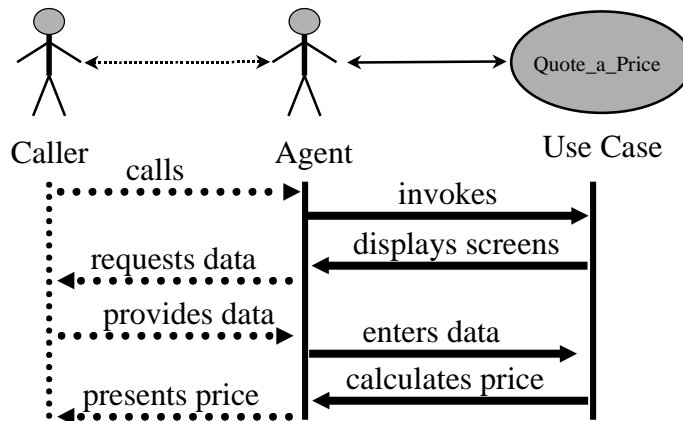 Quote_a_Price
Caller
Agent
Use Case
calls
invokes
displays screens
requests data
provides data
enters data
calculates price
presents price